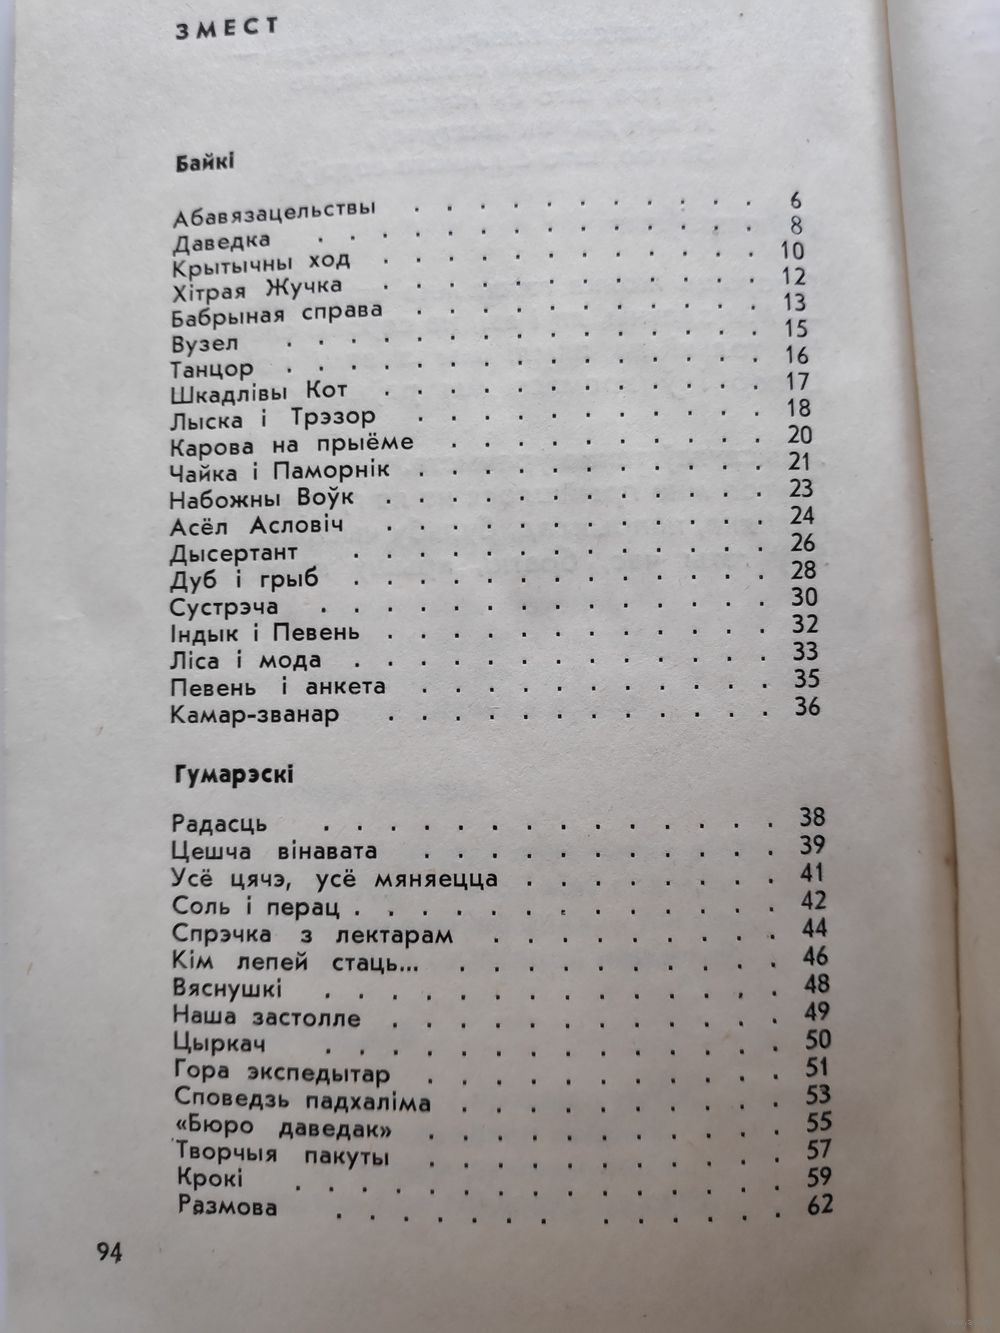 ЗМЕСТ
Байкі
Абавязацельствы . . . . . . . . . . . 6
Даведка . . . . . . . . . . . . . . 8
Крытычны ход . . . . . . . . . . . . 10
Хітрая Жучка . . . . . . . . . . . . 12
Бабрыная справа . . . . . . . . . . . 13
Вузел . . . . . . . . . . . . . . . 15
Танцор . . . . . . . . . . . . . . . 16
Шкадлівы Кот . . . . . . . . . . . . 17
Лыска і Трэзор . . . . . . . . . . . 18
Карова на прыёме . . . . . . . . . . 20
Чайка і Паморнік . . . . . . . . . . . 21
Набожны Воўк . . . . . . . . . . . . 23
Асёл Асловіч . . . . . . . . . . . . 24
Дысертант . . . . . . . . . . . . . 26
Дуб і грыб . . . . . . . . . . . . . 28
Сустрэча . . . . . . . . . . . . . . 30
Індык і Певень . . . . . . . . . . . . 32
Ліса і мода . . . . . . . . . . . . . 33
Певень і анкета . . . . . . . . . . . 35
Камар-званар . . . . . . . . . . . . 36
Гумарэскі
Радасць . . . . . . . . . . . . . . 38
Цешча вінавата . . . . . . . . . . . 39
Усё цячэ, усё мяняецца . . . . . . . . 41
Соль і перац . . . . . . . . . . . . . 42
Спрэчка з лектарам . . . . . . . . . 44
Кім лепей стаць... . . . . . . . . . . 46
Вяснушкі . . . . . . . . . . . . . . 48
Наша застолле . . . . . . . . . . . . 49
Цыркач . . . . . . . . . . . . . . 50
Гора экспедытар . . . . . . . . . . . 51
Споведзь падхаліма . . . . . . . . . . 53
«Бюро даведак» . . . . . . . . . . . 55
Творчыя пакуты . . . . . . . . . . . 57
Крокі . . . . . . . . . . . . . . . 59
Размова . . . . . . . . . . . . . 62
94